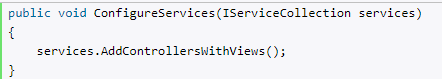 public void ConfigureServices(IServiceCollection services)
{
    services.AddControllersWithViews();
}